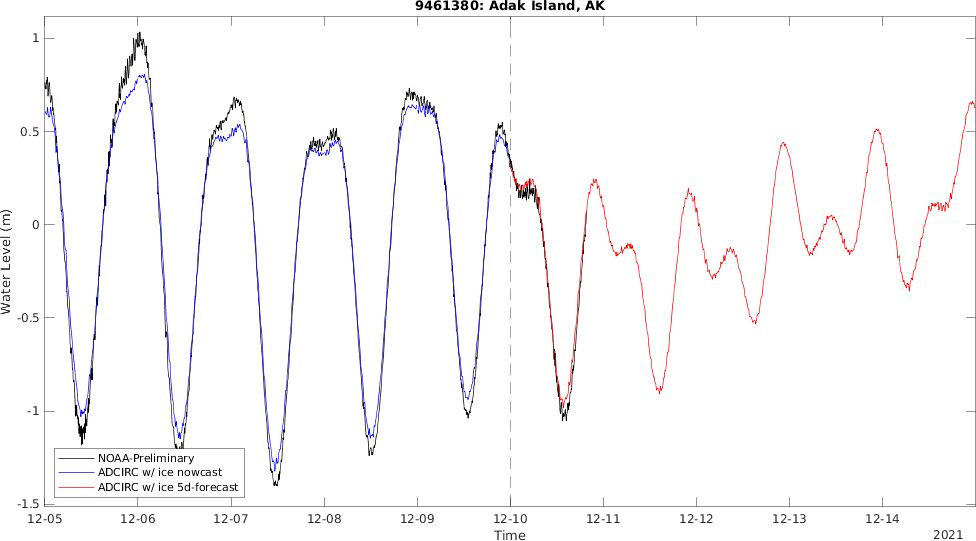 9461380: Adak Island, AK
Water Level (m)
1
0.5
0
-0.5
-1
-1.5
NOAA-Preliminary
ADCIRC w/ ice nowcast
ADCIRC w/ ice 5d-forecast
12-05 12-06 12-07 12-08 12-09 12-10 12-11 12-12 12-13 12-14
Time
2021